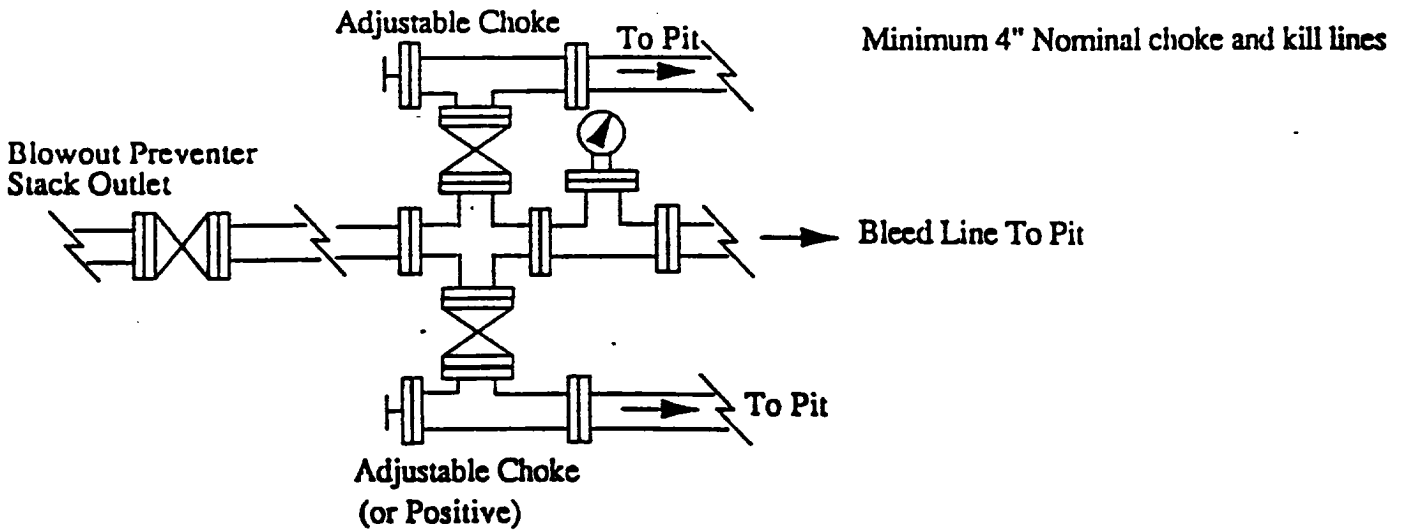 Adjustable Choke
To Pit
Minimum 4" Nominal choke and kill lines
Blowout Preventer
Stack Outlet
Bleed Line To Pit
To Pit
Adjustable Choke
(or Positive)